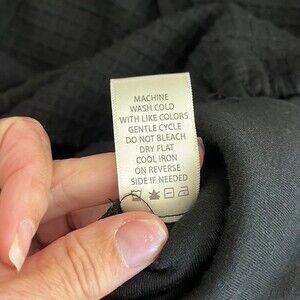 MACHINE
WASH COLD
WITH LIKE COLORS
GENTLE CYCLE
DO NOT BLEACH
DRY FLAT
COOL IRON
ON REVERSE
SIDE IF NEEDED